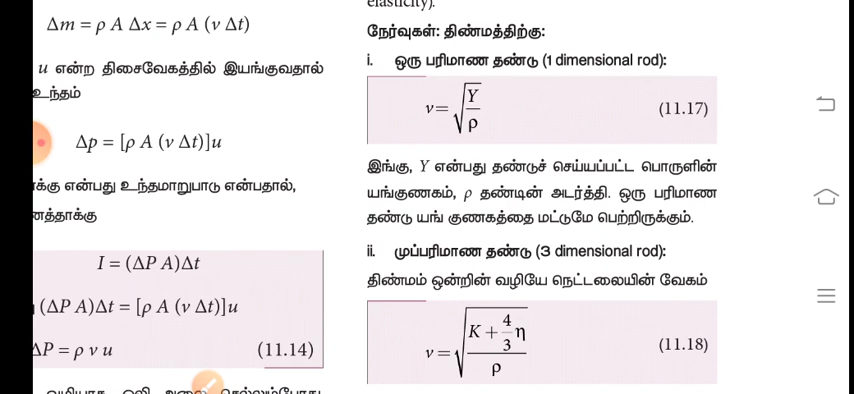 Δm = ρ A Δx = ρ A (v Δt)
u என்ற திசைவேகத்தில் இயங்குவதால்
உந்தம்
Δp = [ρ A (v Δt)]u
என்பது உந்தமாறுபாடு என்பதால்,
I = (ΔP A)Δt
(ΔP A)Δt = [ρ A (v Δt)]u
ΔP = ρ v u (11.14)
elasticity).
நேர்வுகள்: திண்மத்திற்கு:
i. ஒரு பரிமாண தண்டு (1 dimensional rod):
v = √(Y/ρ) (11.17)
இங்கு, Y என்பது தண்டுச் செய்யப்பட்ட பொருளின்
யங்குணகம், ρ தண்டின் அடர்த்தி. ஒரு பரிமாண
தண்டு யங் குணகத்தை மட்டுமே பெற்றிருக்கும்.
ii. முப்பரிமாண தண்டு (3 dimensional rod):
திண்மம் ஒன்றின் வழியே நெட்டலையின் வேகம்
v = √((K + 4/3 η)/ρ) (11.18)